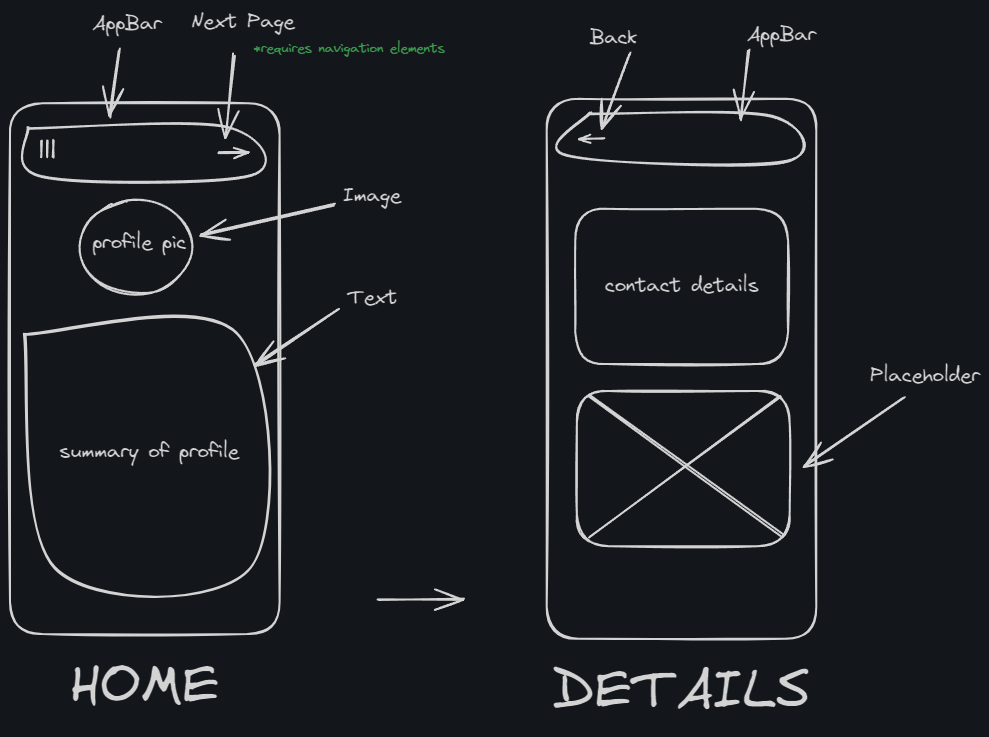 AppBar
Next Page
*requires navigation elements
Image
profile pic
Text
summary of profile
HOME
Back
AppBar
contact details
Placeholder
DETAILS